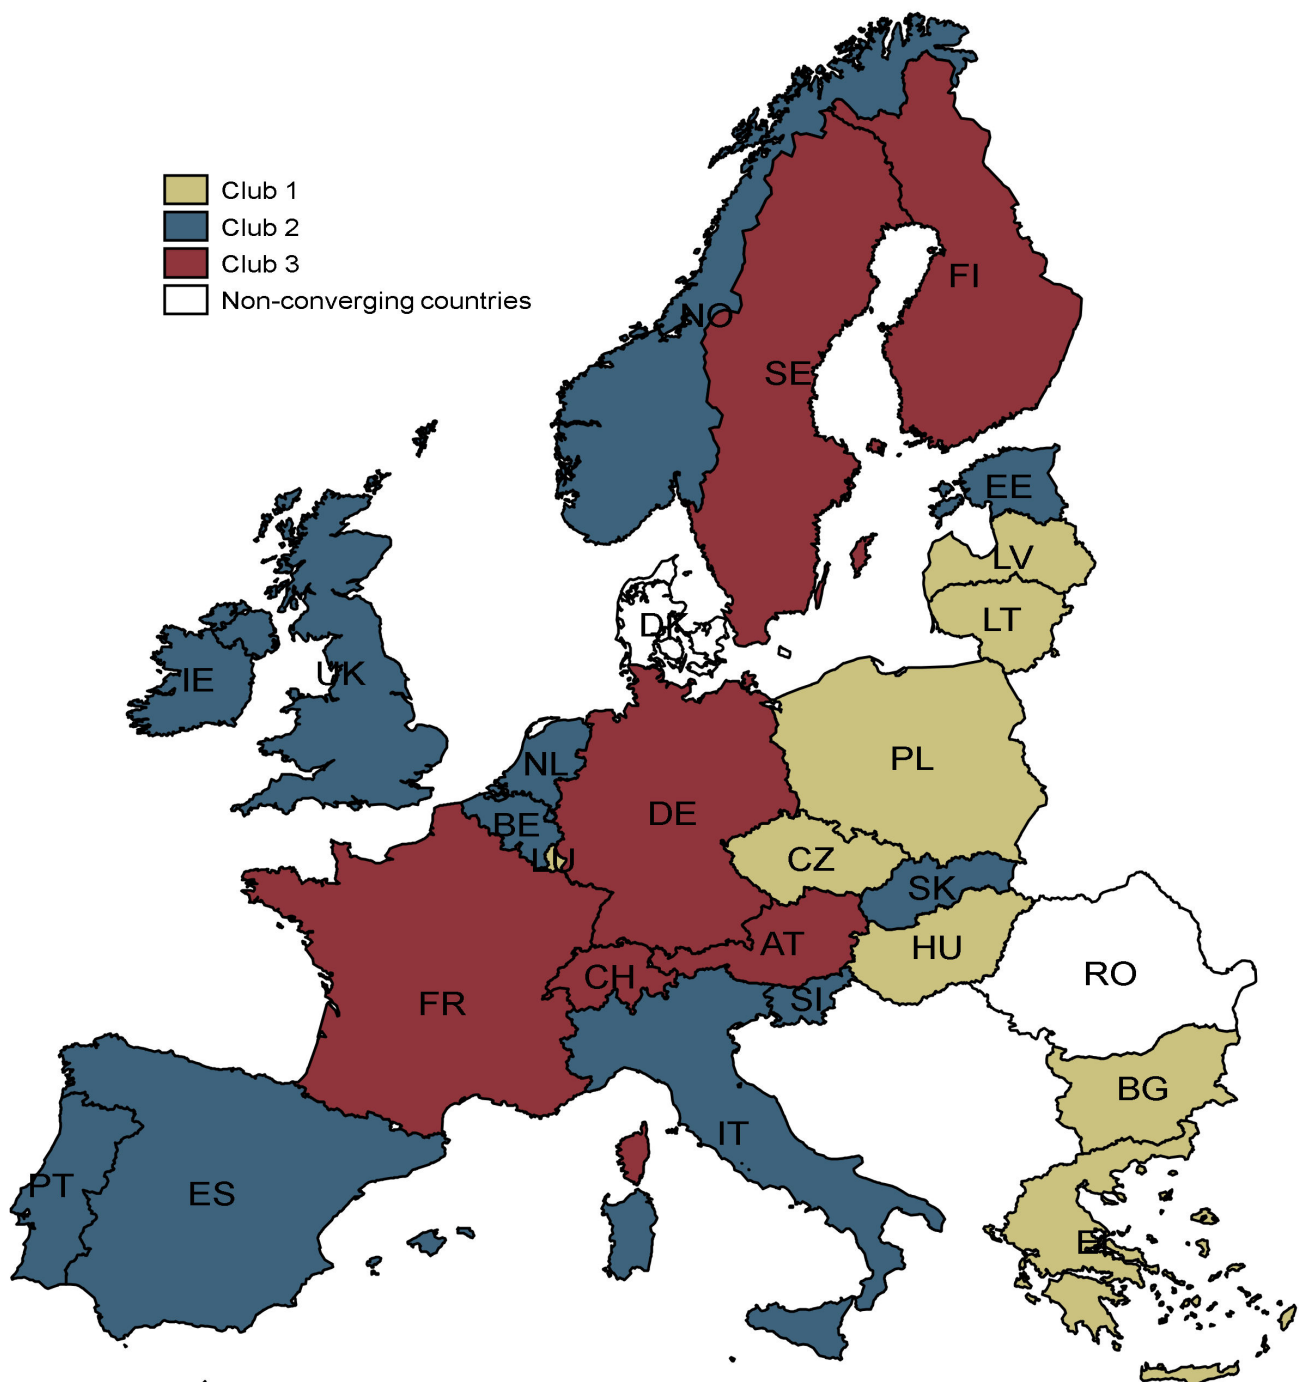 Club 1
Club 2
Club 3
Non-converging countries
FI
NO
SE
EE
LV
LT
DK
IE
UK
PL
NL
DE
BE
CZ
LU
SK
AT
HU
CH
RO
SI
FR
BG
IT
PT
ES
EL